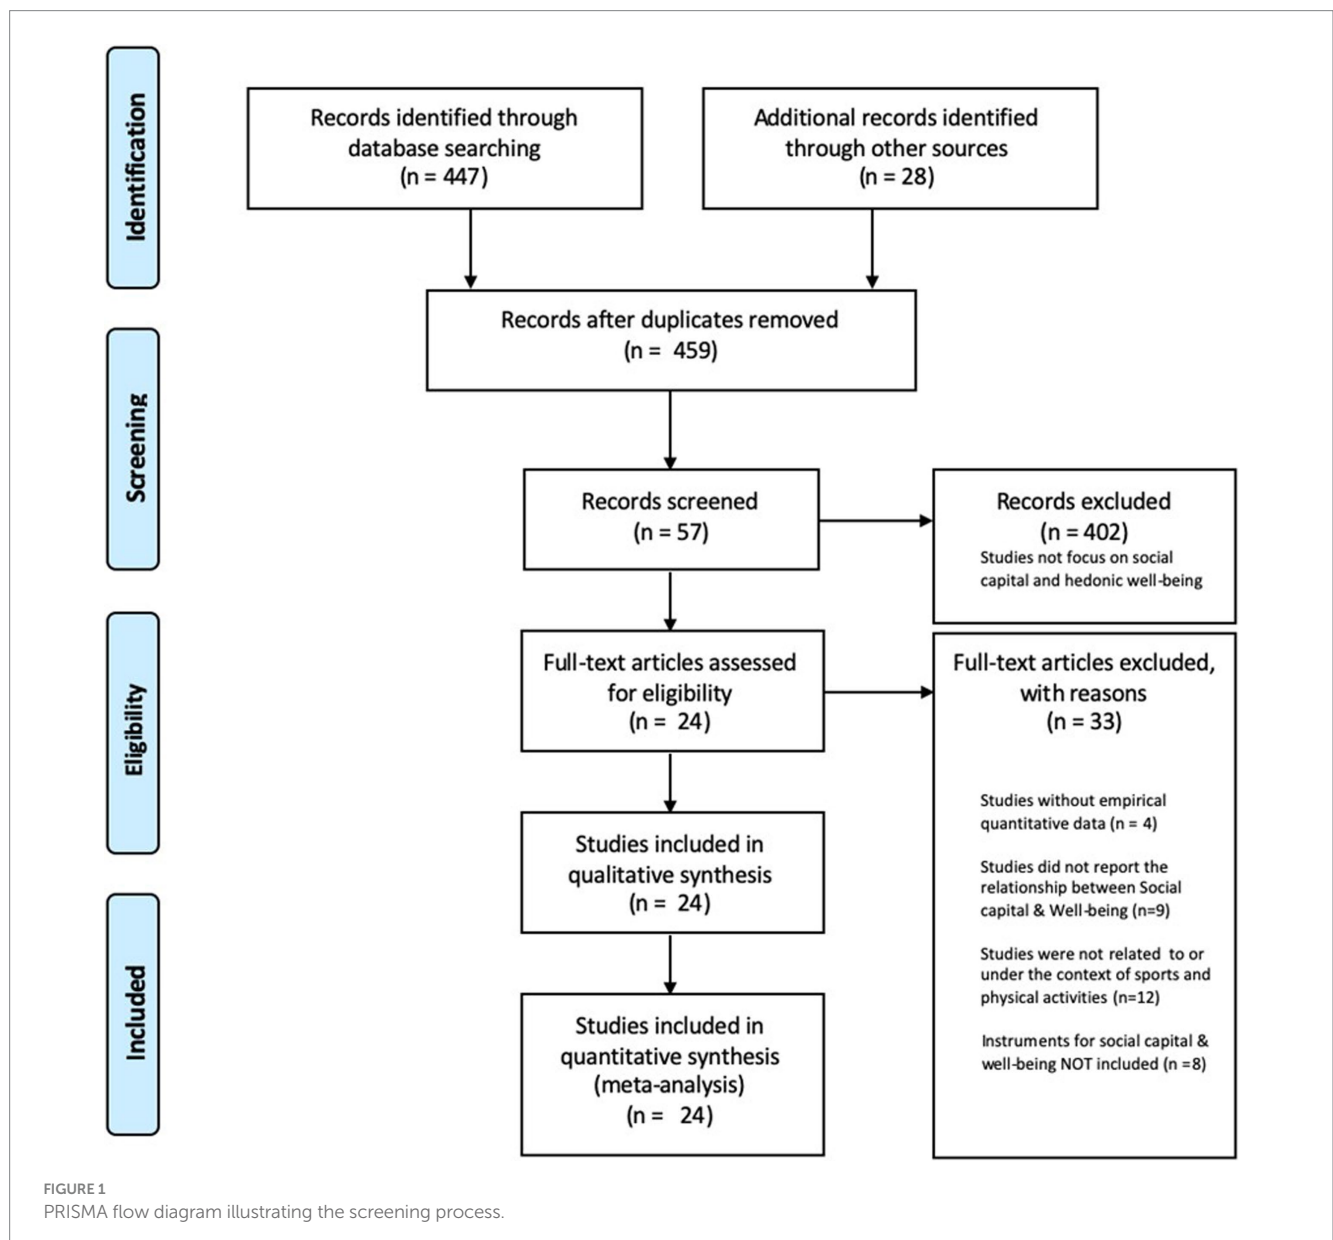 Identification
Records identified through
database searching
(n = 447)
Additional records identified
through other sources
(n = 28)
Screening
Records after duplicates removed
(n =  459)
Records screened
(n = 57)
Records excluded
(n = 402)
Studies not focus on social
capital and hedonic well-being
Eligibility
Full-text articles assessed
for eligibility
(n =  24)
Full-text articles excluded,
with reasons
(n = 33)
Studies without empirical
quantitative data (n = 4)
Studies did not report the
relationship between Social
capital & Well-being (n=9)
Studies were not related  to or
under the context of sports and
physical activities (n=12)
Instruments for social capital &
well-being NOT included (n =8)
Studies included in
qualitative synthesis
(n =  24)
Included
Studies included in
quantitative synthesis
(meta-analysis)
(n =   24)
FIGURE 1
PRISMA flow diagram illustrating the screening process.